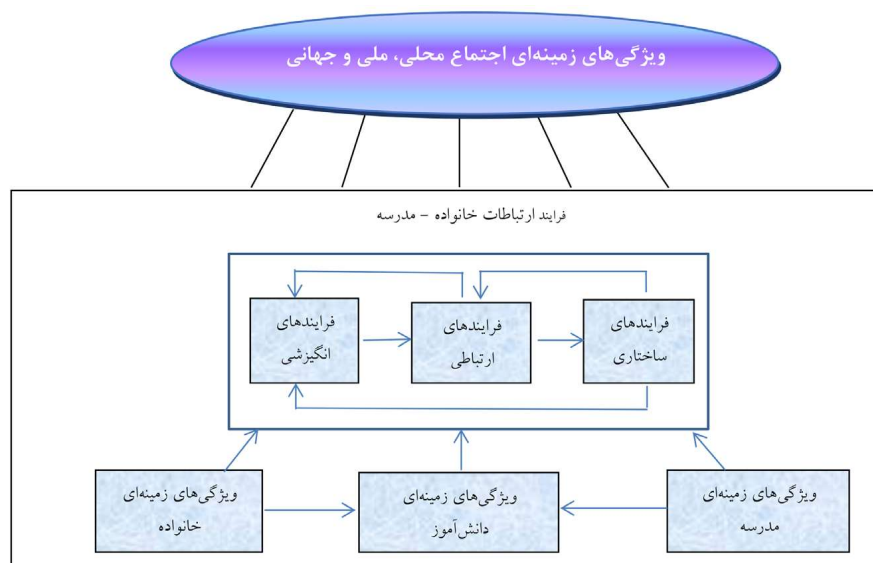 ویژگی‌های زمینه‌ای اجتماع محلی، ملی و جهانی
فرایند ارتباطات خانواده – مدرسه
فرایندهای
ساختاری
فرایندهای
ارتباطی
فرایندهای
انگیزشی
ویژگی‌های زمینه‌ای
مدرسه
ویژگی‌های زمینه‌ای
دانش‌آموز
ویژگی‌های زمینه‌ای
خانواده